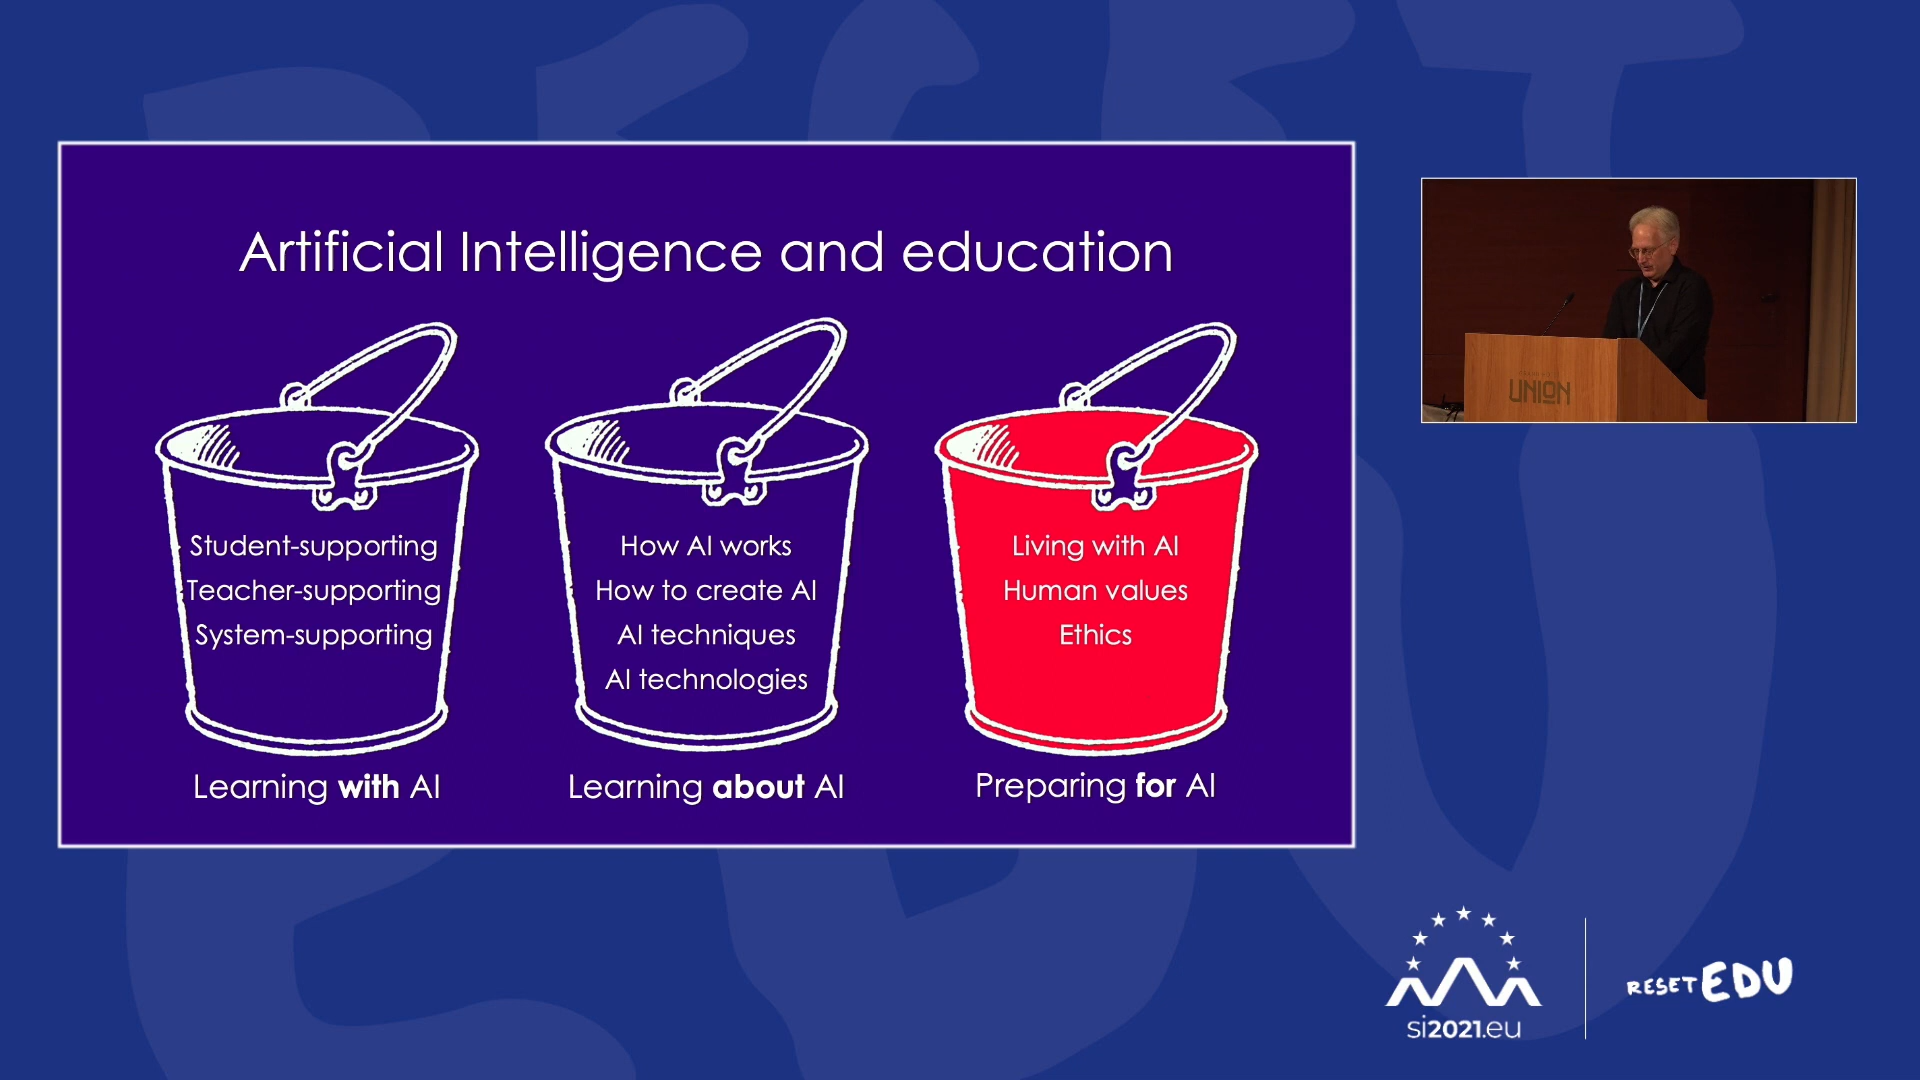 Artificial Intelligence and education
Student-supporting
Teacher-supporting
System-supporting
Learning with AI
How AI works
How to create AI
AI techniques
AI technologies
Learning about AI
Living with AI
Human values
Ethics
Preparing for AI
UNION
si2021.eu
RESET EDU